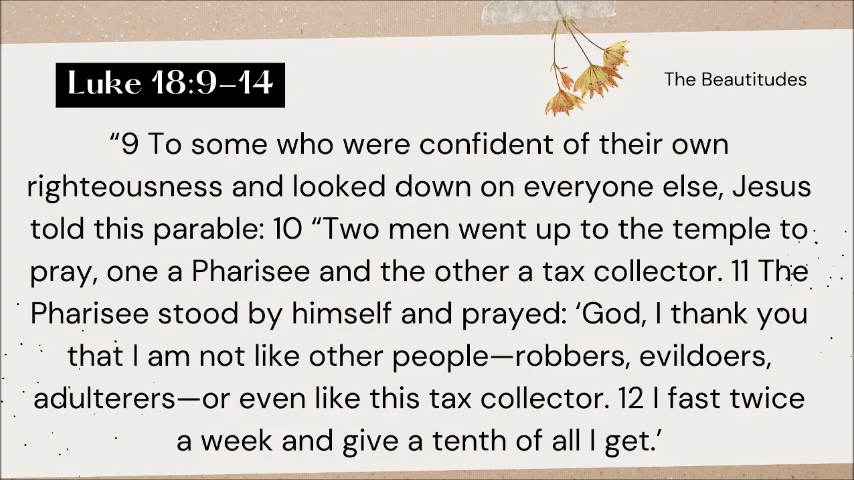 Luke 18:9–14
The Beautitudes
“9 To some who were confident of their own
righteousness and looked down on everyone else, Jesus
told this parable: 10 “Two men went up to the temple to
pray, one a Pharisee and the other a tax collector. 11 The
Pharisee stood by himself and prayed: ‘God, I thank you
that I am not like other people—robbers, evildoers,
adulterers—or even like this tax collector. 12 I fast twice
a week and give a tenth of all I get.’